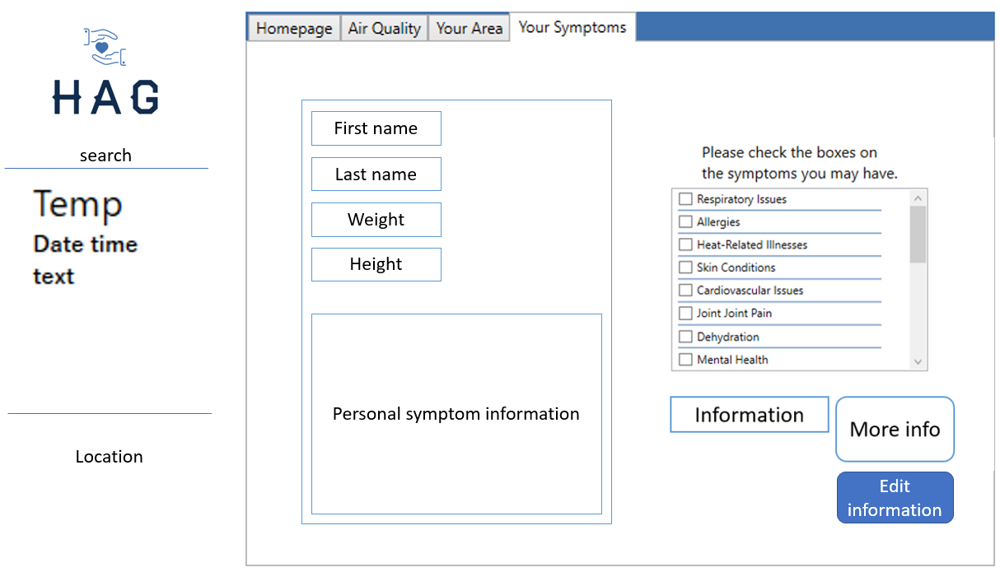 HAG
search
Temp
Date time
text
Location
Homepage
Air Quality
Your Area
Your Symptoms
First name
Last name
Weight
Height
Personal symptom information
Please check the boxes on
the symptoms you may have.
Respiratory Issues
Allergies
Heat-Related Illnesses
Skin Conditions
Cardiovascular Issues
Joint Joint Pain
Dehydration
Mental Health
Information
More info
Edit
information